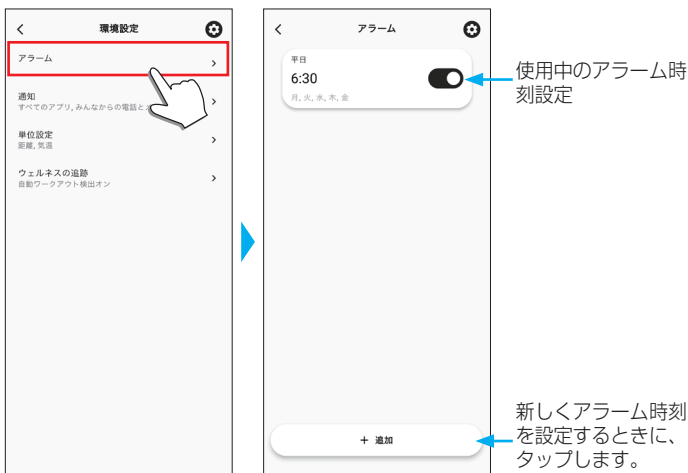 環境設定
アラーム
通知
すべてのアプリ, みんなからの電話と
単位設定
距離, 気温
ウェルネスの追跡
自動ワークアウト検出オン
アラーム
平日
6:30
月, 火, 水, 木, 金
+ 追加
使用中のアラーム時
刻設定
新しくアラーム時刻
を設定するときに、
タップします。